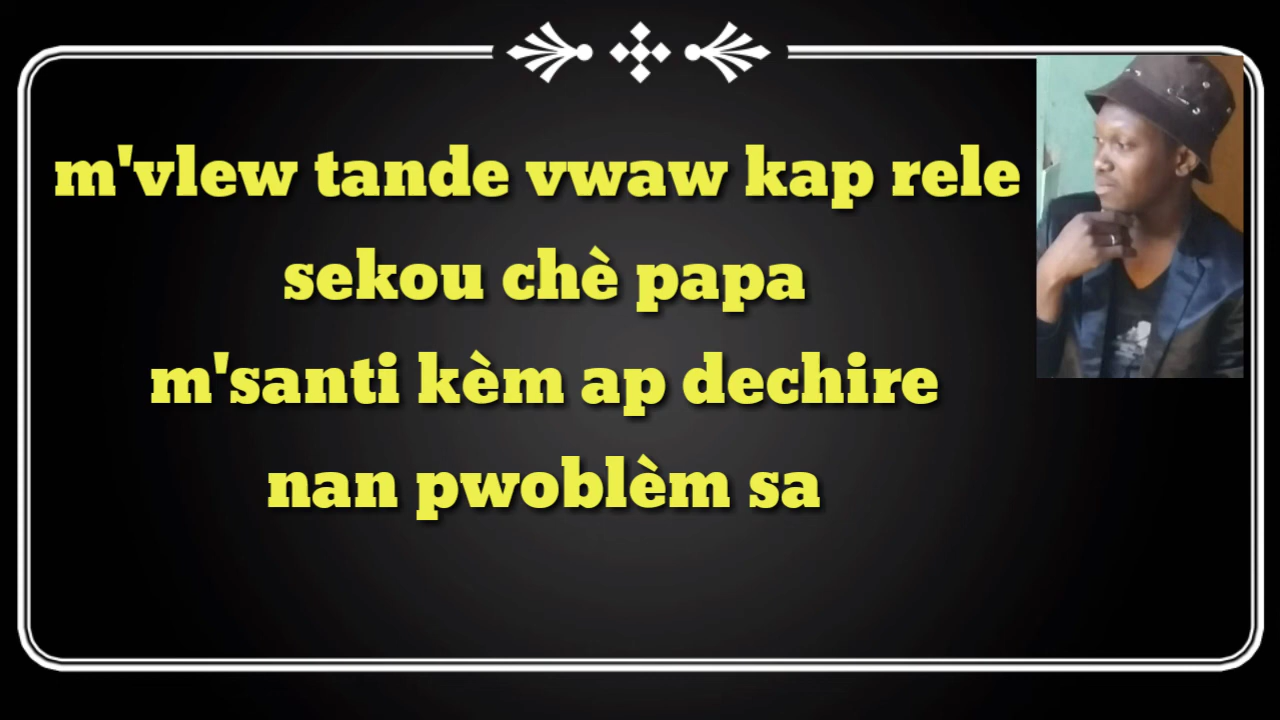 m'vlew tande vwaw kap rele
sekou chè papa
m'santi kèm ap dechire
nan pwoblèm sa